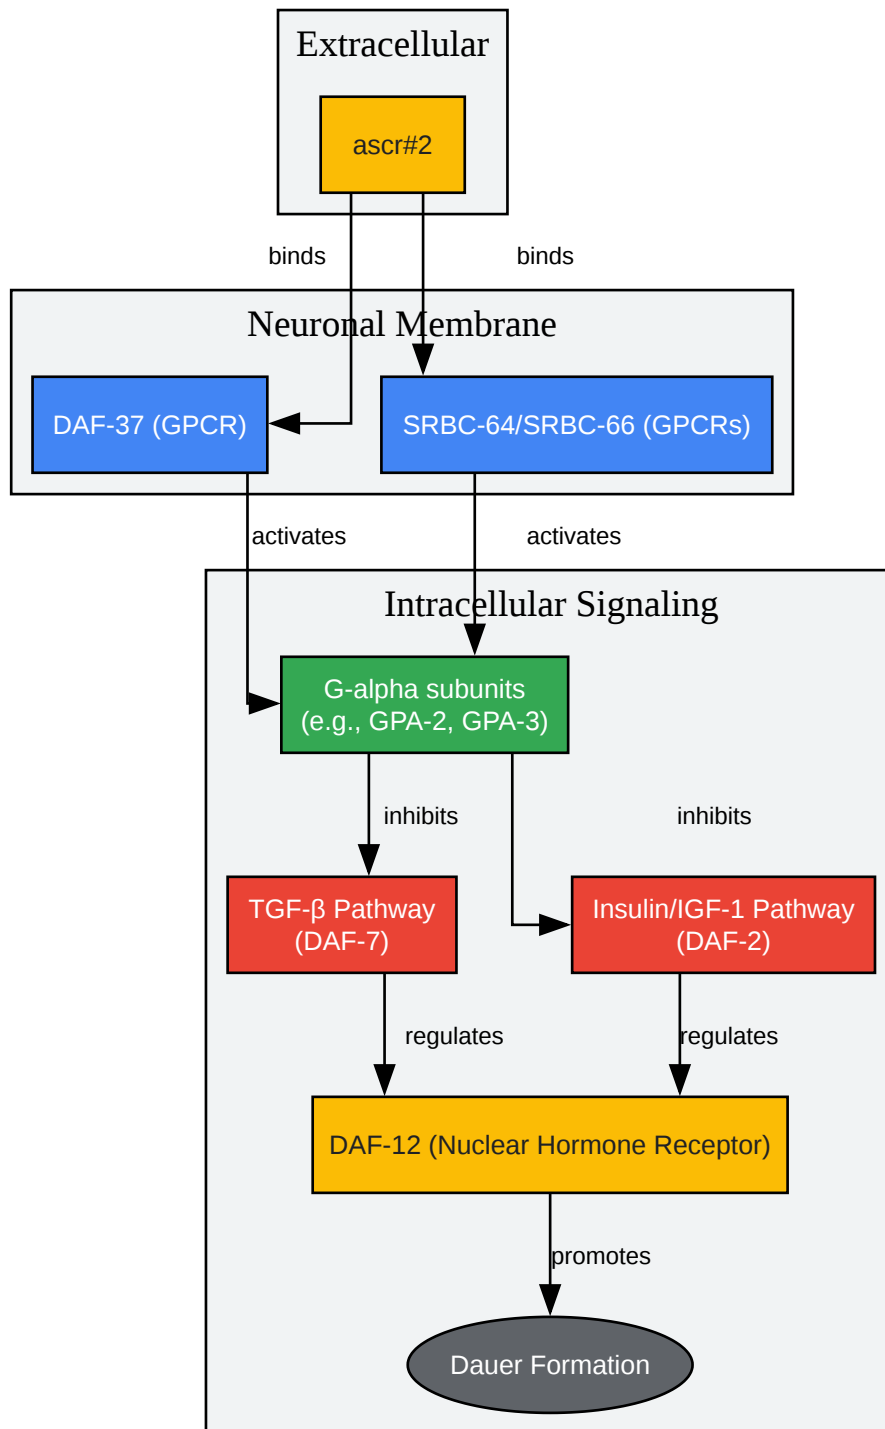 Extracellular
ascr#2
binds
binds
Neuronal Membrane
DAF-37 (GPCR)
SRBC-64/SRBC-66 (GPCRs)
activates
activates
Intracellular Signaling
G-alpha subunits
(e.g., GPA-2, GPA-3)
inhibits
inhibits
TGF-β Pathway
(DAF-7)
Insulin/IGF-1 Pathway
(DAF-2)
regulates
regulates
DAF-12 (Nuclear Hormone Receptor)
promotes
Dauer Formation